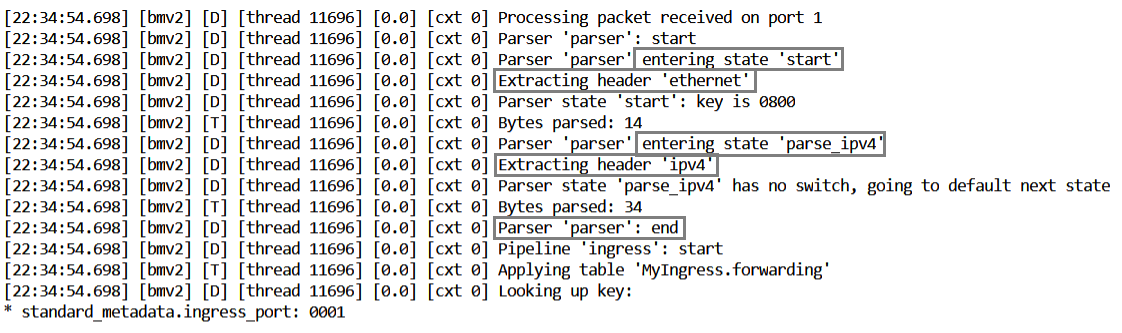 [22:34:54.698] [bmv2] [D] [thread 11696] [0.0] [cxt 0] Processing packet received on port 1
[22:34:54.698] [bmv2] [D] [thread 11696] [0.0] [cxt 0] Parser 'parser': start
[22:34:54.698] [bmv2] [D] [thread 11696] [0.0] [cxt 0] Parser 'parser' entering state 'start'
[22:34:54.698] [bmv2] [D] [thread 11696] [0.0] [cxt 0] Extracting header 'ethernet'
[22:34:54.698] [bmv2] [D] [thread 11696] [0.0] [cxt 0] Parser state 'start': key is 0800
[22:34:54.698] [bmv2] [T] [thread 11696] [0.0] [cxt 0] Bytes parsed: 14
[22:34:54.698] [bmv2] [D] [thread 11696] [0.0] [cxt 0] Parser 'parser' entering state 'parse_ipv4'
[22:34:54.698] [bmv2] [D] [thread 11696] [0.0] [cxt 0] Extracting header 'ipv4'
[22:34:54.698] [bmv2] [D] [thread 11696] [0.0] [cxt 0] Parser state 'parse_ipv4' has no switch, going to default next state
[22:34:54.698] [bmv2] [T] [thread 11696] [0.0] [cxt 0] Bytes parsed: 34
[22:34:54.698] [bmv2] [D] [thread 11696] [0.0] [cxt 0] Parser 'parser': end
[22:34:54.698] [bmv2] [D] [thread 11696] [0.0] [cxt 0] Pipeline 'ingress': start
[22:34:54.698] [bmv2] [T] [thread 11696] [0.0] [cxt 0] Applying table 'MyIngress.forwarding'
[22:34:54.698] [bmv2] [D] [thread 11696] [0.0] [cxt 0] Looking up key:
* standard_metadata.ingress_port: 0001